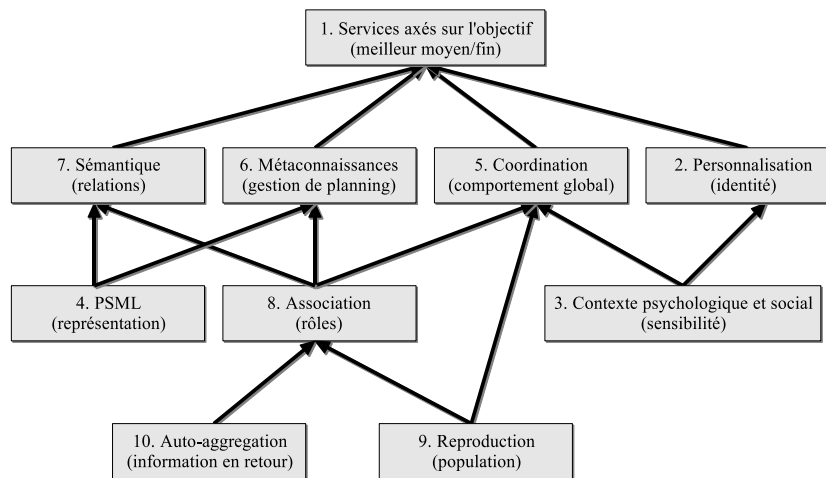 1. Services axés sur l'objectif
(meilleur moyen/fin)
7. Sémantique
(relations)
6. Métaconnaissances
(gestion de planning)
5. Coordination
(comportement global)
2. Personnalisation
(identité)
4. PSML
(représentation)
8. Association
(rôles)
3. Contexte psychologique et social
(sensibilité)
10. Auto-aggregation
(information en retour)
9. Reproduction
(population)